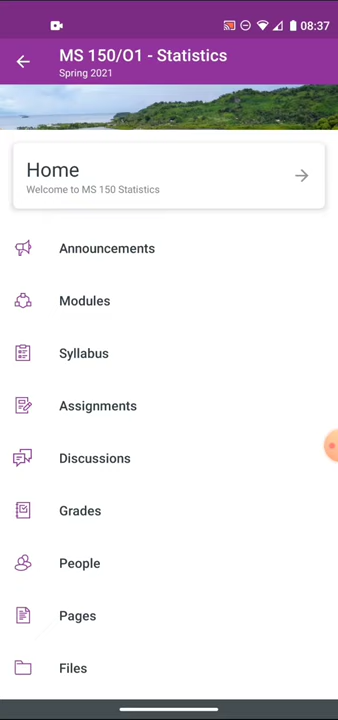 08:37
MS 150/O1 - Statistics
Spring 2021
Home
Welcome to MS 150 Statistics
Announcements
Modules
Syllabus
Assignments
Discussions
Grades
People
Pages
Files